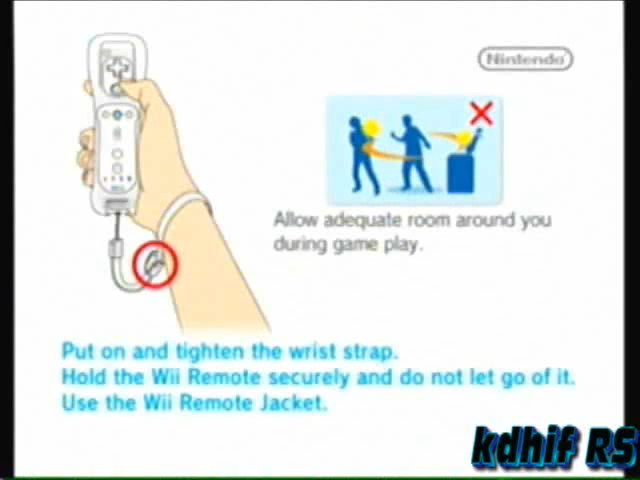 Nintendo
Allow adequate room around you
during game play.
Put on and tighten the wrist strap.
Hold the Wii Remote securely and do not let go of it.
Use the Wii Remote Jacket.
kdhif RS